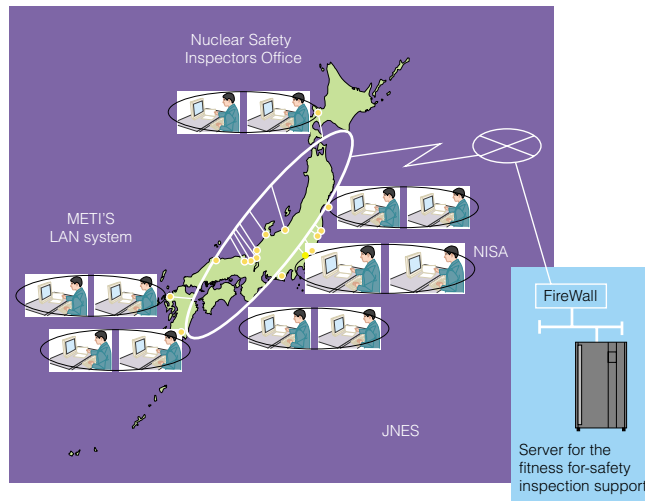 Nuclear Safety
Inspectors Office
METI'S
LAN system
NISA
FireWall
JNES
Server for the
fitness for-safety
inspection support